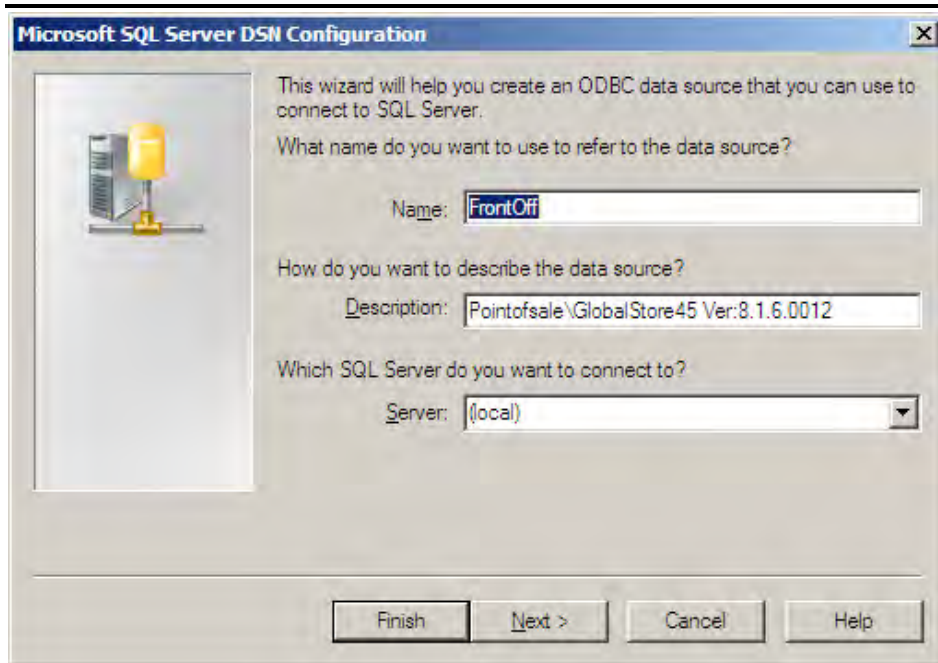 Microsoft SQL Server DSN Configuration
This wizard will help you create an ODBC data source that you can use to
connect to SQL Server.
What name do you want to use to refer to the data source?
Name: FrontOff
How do you want to describe the data source?
Description: Pointofsale\GlobalStore45 Ver:8.1.6.0012
Which SQL Server do you want to connect to?
Server: (local)
Finish Next > Cancel Help